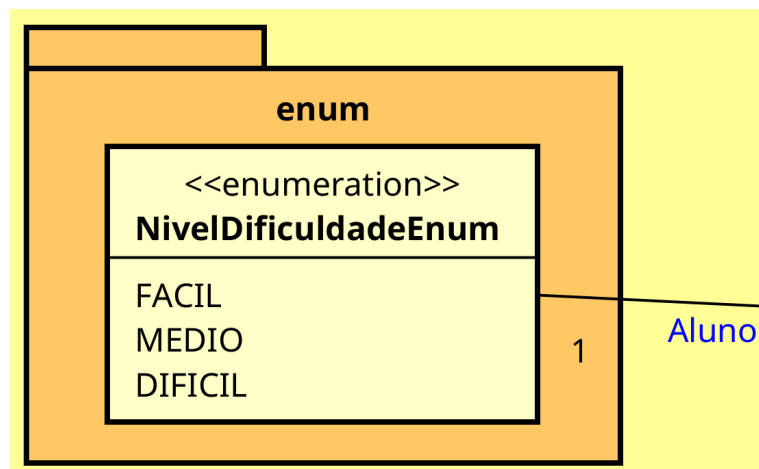 enum
<<enumeration>>
NivelDificuldadeEnum
FACIL
MEDIO
DIFICIL
1
Aluno